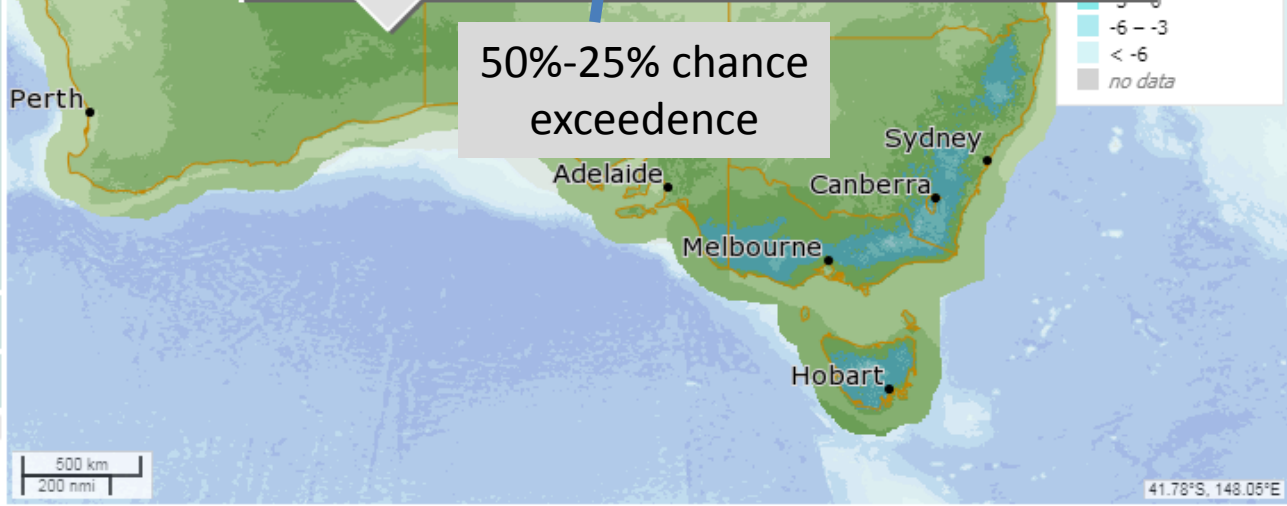 -6 – -3
< -6
no data
50%-25% chance
exceedence
Perth
Sydney
Adelaide
Canberra
Melbourne
Hobart
500 km
200 nmi
41.78°S, 148.05°E